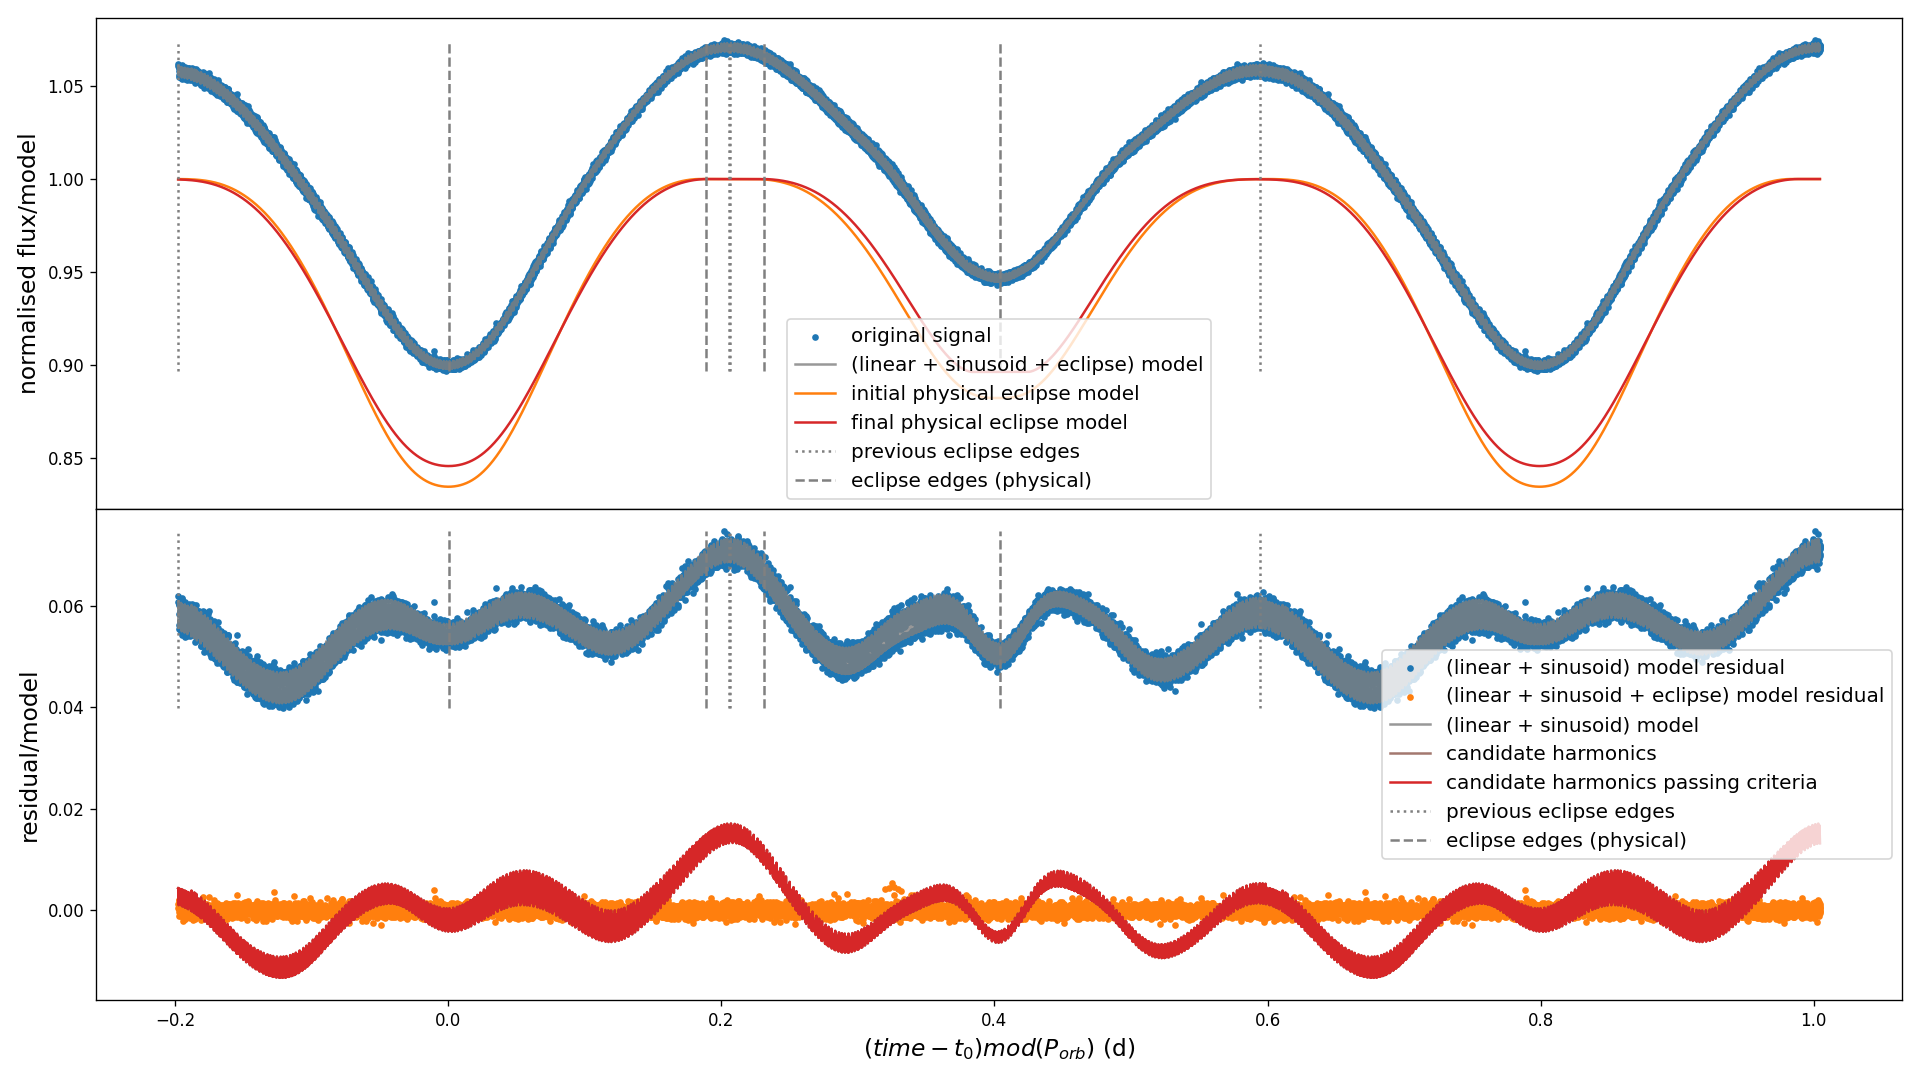 normalised flux/model
1.05
1.00
0.95
0.90
0.85
original signal
(linear + sinusoid + eclipse) model
initial physical eclipse model
final physical eclipse model
previous eclipse edges
eclipse edges (physical)
residual/model
0.06
0.04
0.02
0.00
(linear + sinusoid) model residual
(linear + sinusoid + eclipse) model residual
(linear + sinusoid) model
candidate harmonics
candidate harmonics passing criteria
previous eclipse edges
eclipse edges (physical)
−0.2 0.0 0.2 0.4 0.6 0.8 1.0
(time − t₀)mod(Pₒᵣb) (d)